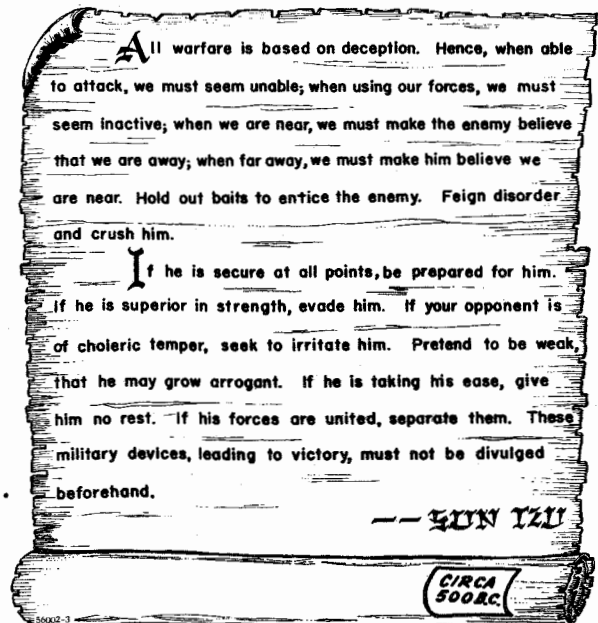 All warfare is based on deception. Hence, when able
to attack, we must seem unable; when using our forces, we must
seem inactive; when we are near, we must make the enemy believe
that we are away; when far away, we must make him believe we
are near. Hold out baits to entice the enemy. Feign disorder
and crush him.
If he is secure at all points, be prepared for him.
If he is superior in strength, evade him. If your opponent is
of choleric temper, seek to irritate him. Pretend to be weak,
that he may grow arrogant. If he is taking his ease, give
him no rest. If his forces are united, separate them. These
military devices, leading to victory, must not be divulged
beforehand.
-- SUN TZU
CIRCA
500 B.C.
56002-3